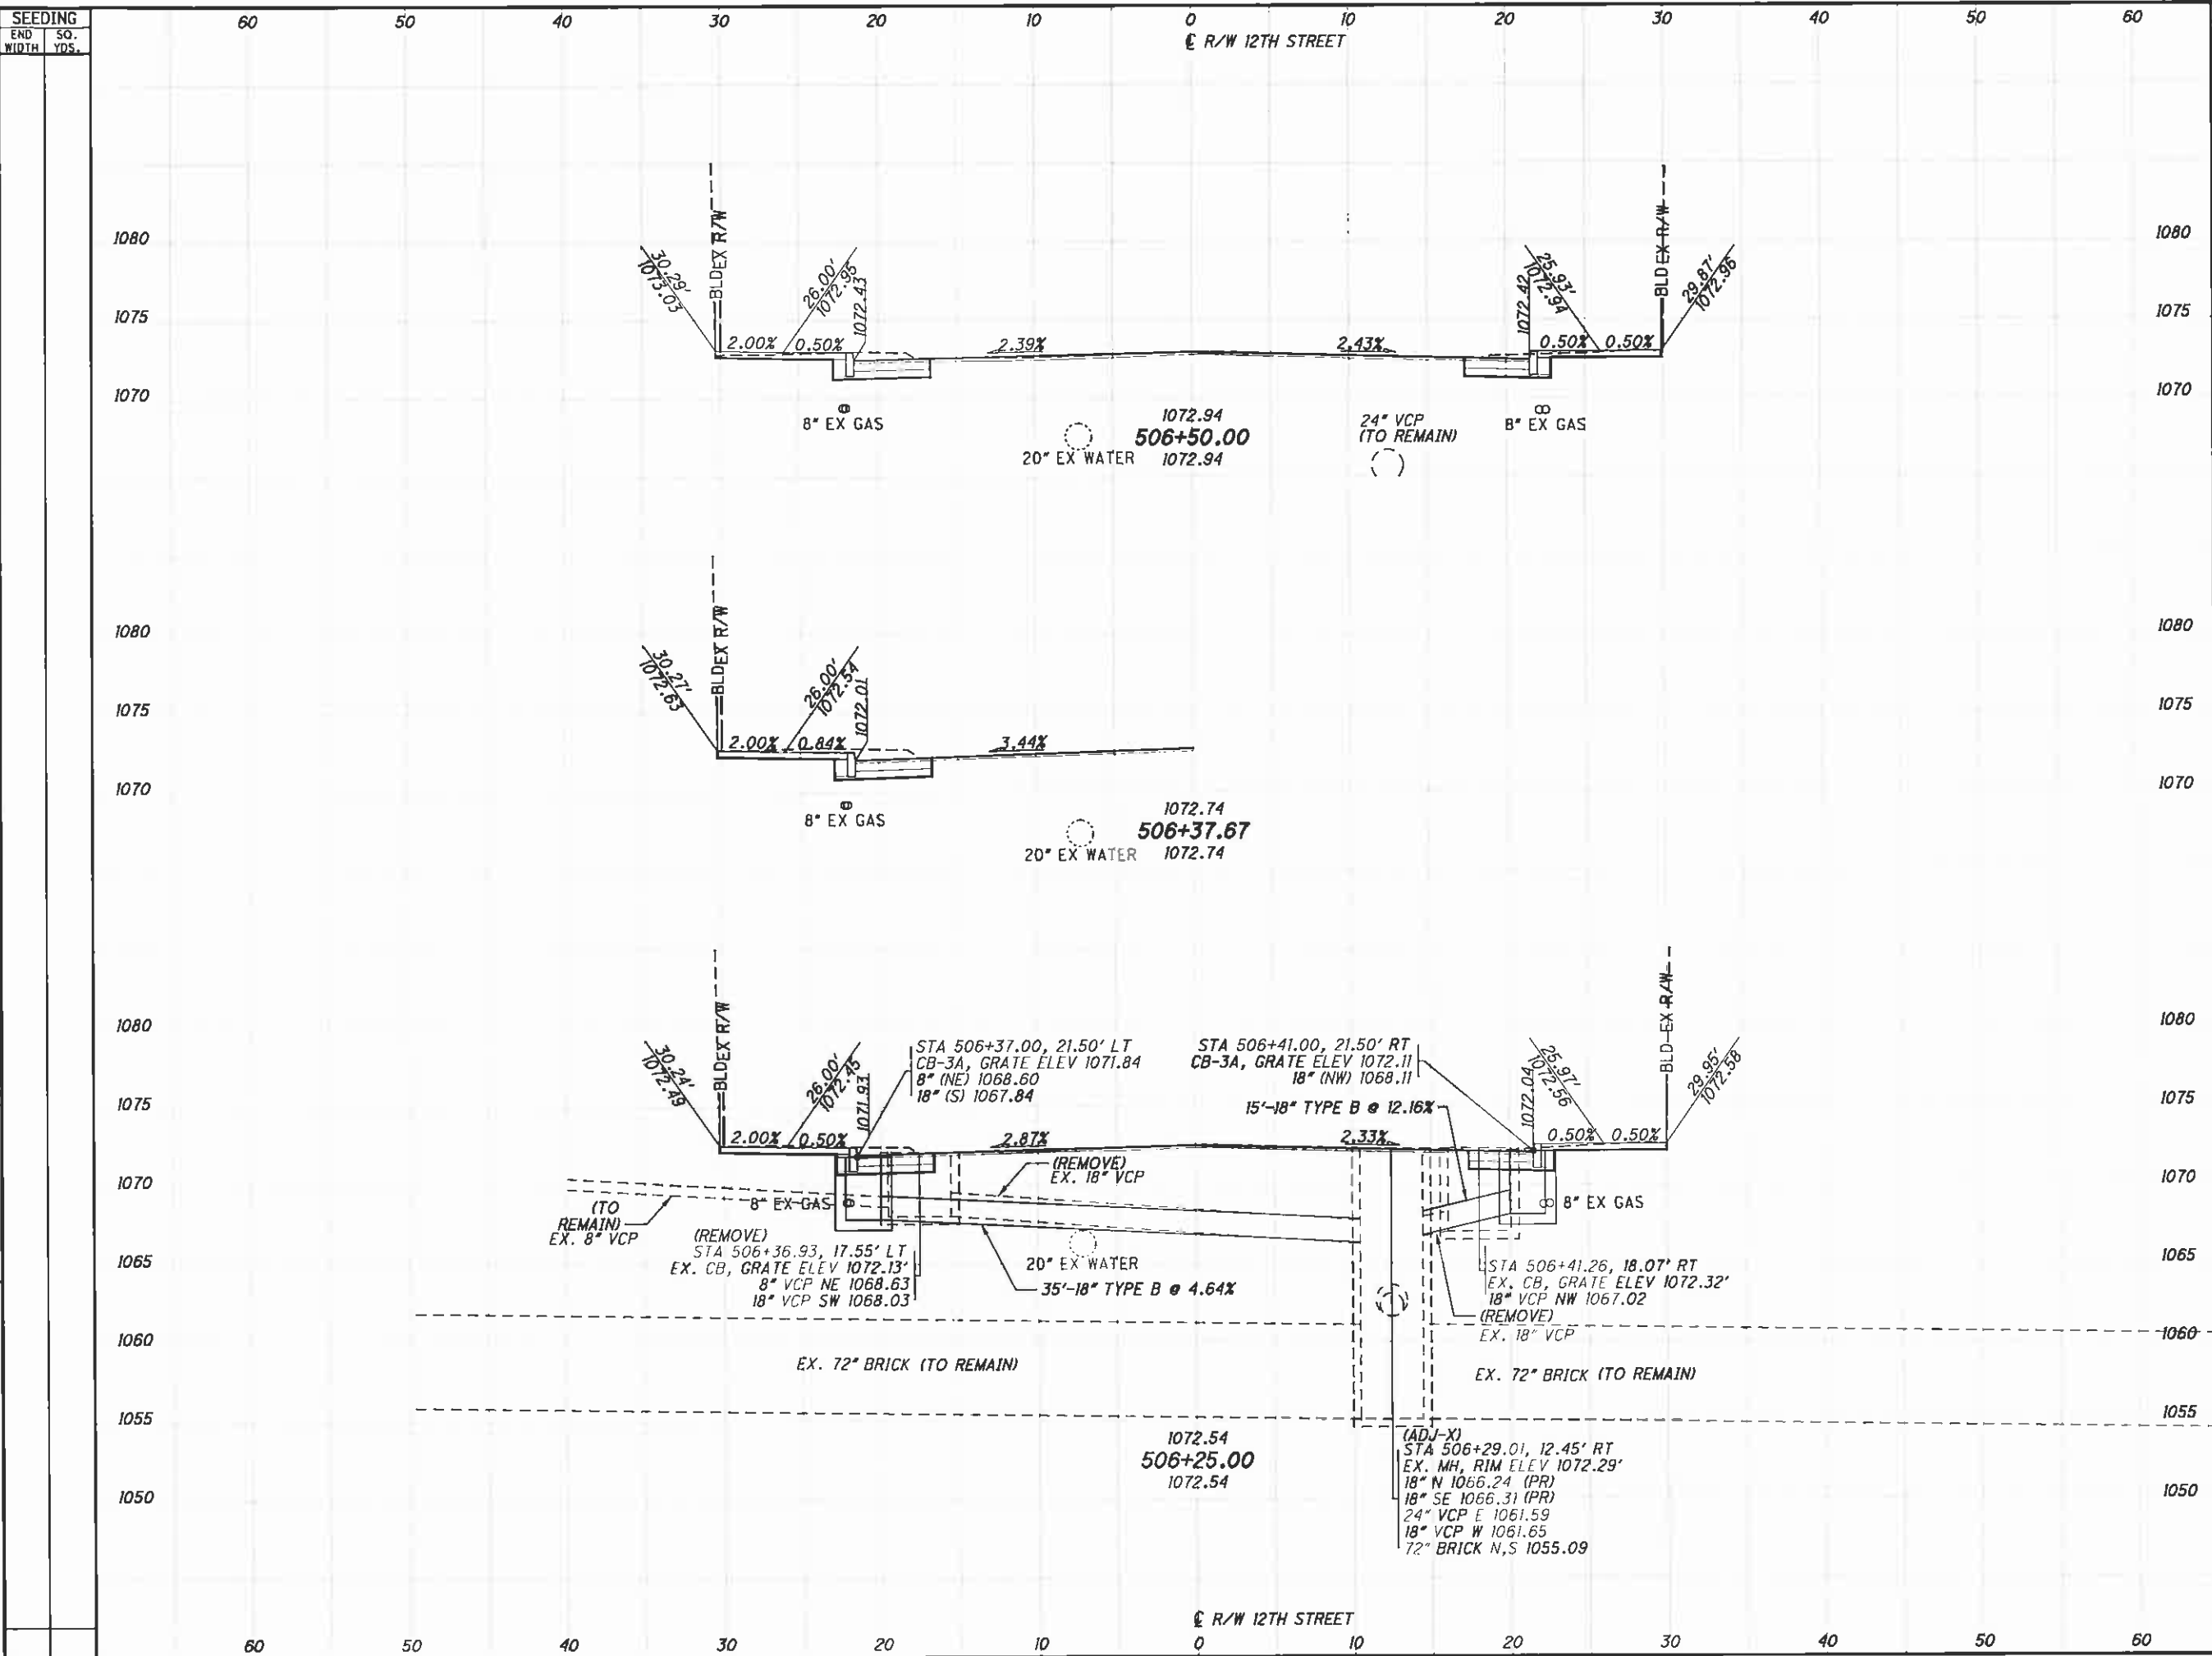 SEEDING
END WIDTH
SQ. YDS.
60 50 40 30 20 10 0 10 20 30 40 50 60
℄ R/W 12TH STREET
1080
1075
1070
BLD
EX R/W
30.29'
1073.03
26.00'
1072.95
1072.43
2.00%
0.50%
2.39%
2.43%
1072.42
25.93'
1072.94
0.50%
0.50%
BLD
EX R/W
29.87'
1072.96
1080
1075
1070
8" EX GAS
20" EX WATER
1072.94
506+50.00
1072.94
24" VCP
(TO REMAIN)
8" EX GAS
1080
1075
1070
BLD
EX R/W
30.27'
1072.63
26.00'
1072.54
1072.01
2.00%
0.84%
3.44%
1080
1075
1070
8" EX GAS
20" EX WATER
1072.74
506+37.67
1072.74
1080
1075
1070
1065
1060
1055
1050
BLD
EX R/W
30.24'
1072.49
26.00'
1072.45
1071.93
2.00%
0.50%
2.87%
2.33%
STA 506+37.00, 21.50' LT
CB-3A, GRATE ELEV 1071.84
8" (NE) 1068.60
18" (S) 1067.84
STA 506+41.00, 21.50' RT
CB-3A, GRATE ELEV 1072.11
18" (NW) 1068.11
15'-18" TYPE B @ 12.16%
1072.04
25.97'
1072.56
0.50%
0.50%
BLD
EX R/W
29.95'
1072.58
1080
1075
1070
1065
1060
1055
1050
(REMOVE)
EX. 18" VCP
8" EX GAS
8" EX GAS
(TO
REMAIN)
EX. 8" VCP
(REMOVE)
STA 506+36.93, 17.55' LT
EX. CB, GRATE ELEV 1072.13'
8" VCP NE 1068.63
18" VCP SW 1068.03
20" EX WATER
35'-18" TYPE B @ 4.64%
STA 506+41.26, 18.07' RT
EX. CB, GRATE ELEV 1072.32'
18" VCP NW 1067.02
(REMOVE)
EX. 18" VCP
EX. 72" BRICK (TO REMAIN)
EX. 72" BRICK (TO REMAIN)
1072.54
506+25.00
1072.54
(ADJ-X)
STA 506+29.01, 12.45' RT
EX. MH, RIM ELEV 1072.29'
18" N 1066.24 (PR)
18" SE 1066.31 (PR)
24" VCP E 1061.59
18" VCP W 1061.65
72" BRICK N,S 1055.09
℄ R/W 12TH STREET
60 50 40 30 20 10 0 10 20 30 40 50 60